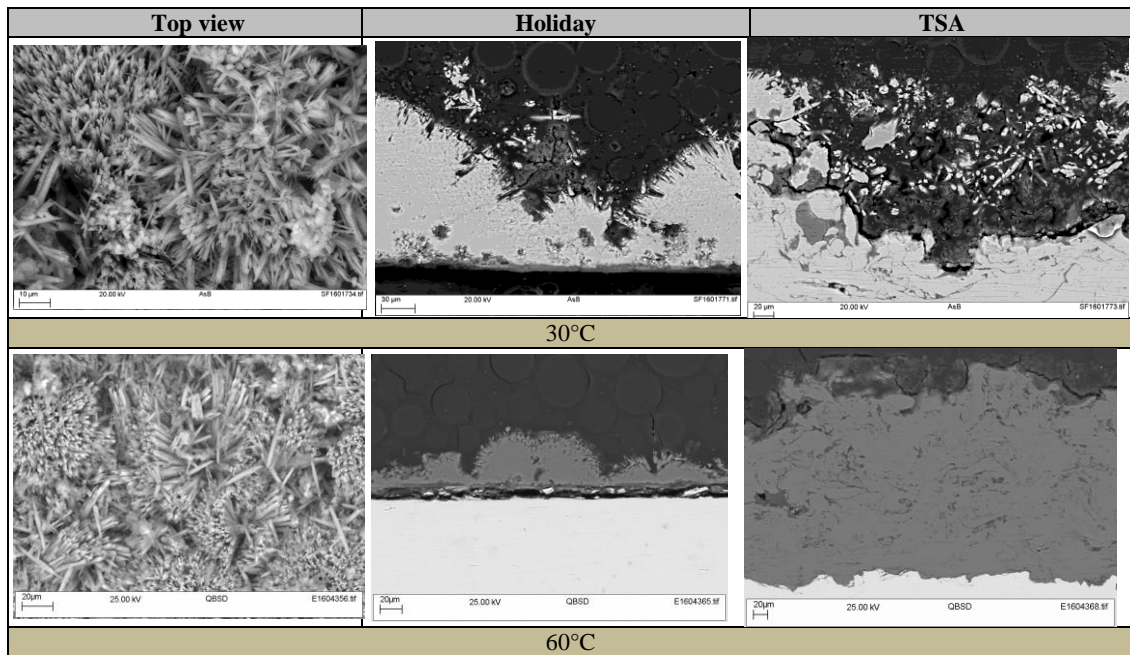 Top view Holiday TSA
10 µm 20.00 kV AsB SF1601734.tif
30 µm 20.00 kV AsB SF1601771.tif
20 µm 20.00 kV AsB SF1601773.tif
30°C
20µm 25.00 kV QBSD E1604356.tif
20µm 25.00 kV QBSD E1604365.tif
20µm 25.00 kV QBSD E1604368.tif
60°C